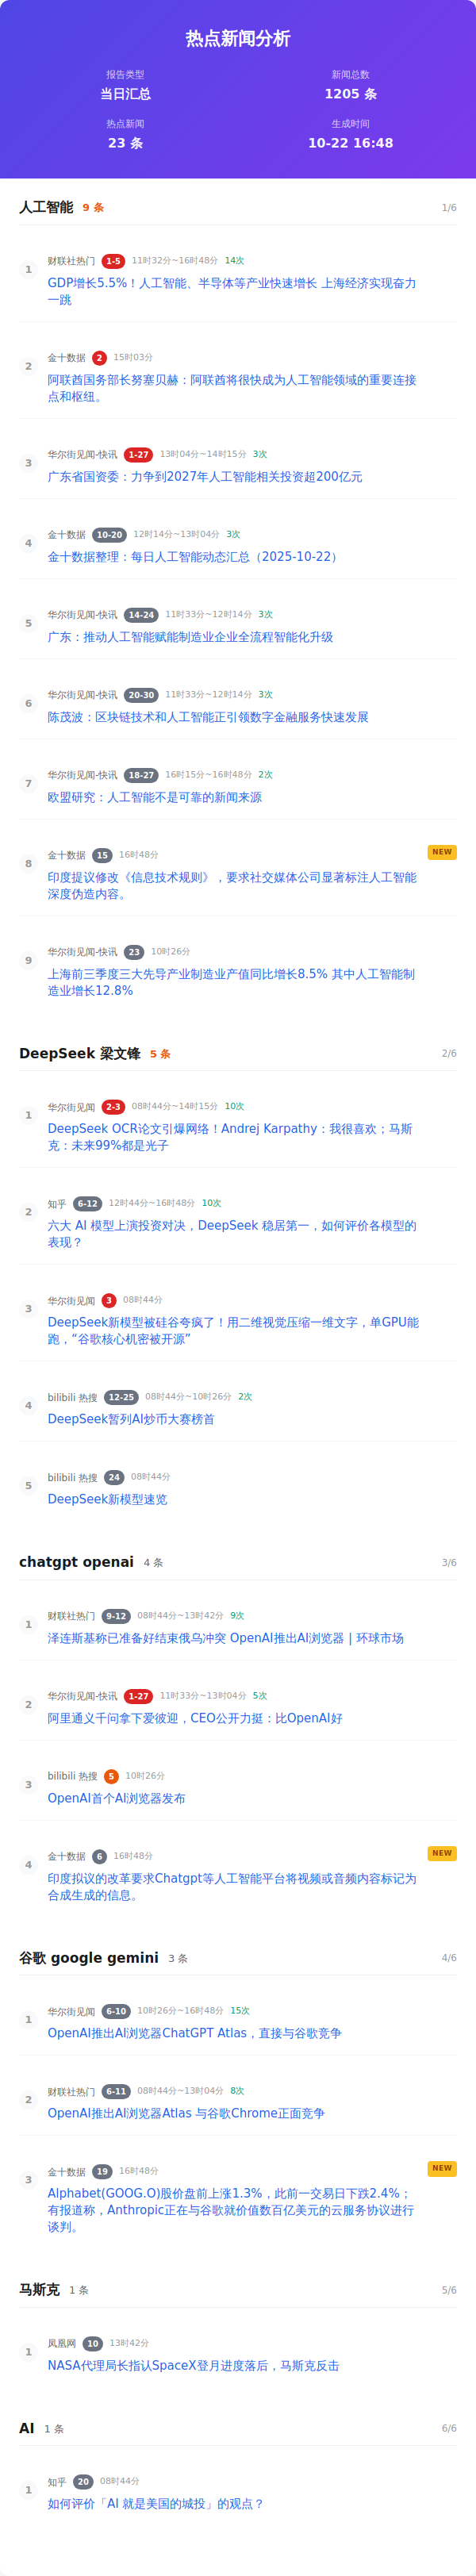 热点新闻分析
报告类型 新闻总数
当日汇总 1205 条
热点新闻 生成时间
23 条 10-22 16:48
人工智能 9 条 1/6
1 财联社热门 1-5 11时32分~16时48分 14次
GDP增长5.5%！人工智能、半导体等产业快速增长 上海经济实现奋力
一跳
2 金十数据 2 15时03分
阿联酋国务部长努塞贝赫：阿联酋将很快成为人工智能领域的重要连接
点和枢纽。
3 华尔街见闻-快讯 1-27 13时04分~14时15分 3次
广东省国资委：力争到2027年人工智能相关投资超200亿元
4 金十数据 10-20 12时14分~13时04分 3次
金十数据整理：每日人工智能动态汇总（2025-10-22）
5 华尔街见闻-快讯 14-24 11时33分~12时14分 3次
广东：推动人工智能赋能制造业企业全流程智能化升级
6 华尔街见闻-快讯 20-30 11时33分~12时14分 3次
陈茂波：区块链技术和人工智能正引领数字金融服务快速发展
7 华尔街见闻-快讯 18-27 16时15分~16时48分 2次
欧盟研究：人工智能不是可靠的新闻来源
8 金十数据 15 16时48分 NEW
印度提议修改《信息技术规则》，要求社交媒体公司显著标注人工智能
深度伪造内容。
9 华尔街见闻-快讯 23 10时26分
上海前三季度三大先导产业制造业产值同比增长8.5% 其中人工智能制
造业增长12.8%
DeepSeek 梁文锋 5 条 2/6
1 华尔街见闻 2-3 08时44分~14时15分 10次
DeepSeek OCR论文引爆网络！Andrej Karpathy：我很喜欢；马斯
克：未来99%都是光子
2 知乎 6-12 12时44分~16时48分 10次
六大 AI 模型上演投资对决，DeepSeek 稳居第一，如何评价各模型的
表现？
3 华尔街见闻 3 08时44分
DeepSeek新模型被硅谷夸疯了！用二维视觉压缩一维文字，单GPU能
跑，“谷歌核心机密被开源”
4 bilibili 热搜 12-25 08时44分~10时26分 2次
DeepSeek暂列AI炒币大赛榜首
5 bilibili 热搜 24 08时44分
DeepSeek新模型速览
chatgpt openai 4 条 3/6
1 财联社热门 9-12 08时44分~13时42分 9次
泽连斯基称已准备好结束俄乌冲突 OpenAI推出AI浏览器 | 环球市场
2 华尔街见闻-快讯 1-27 11时33分~13时04分 5次
阿里通义千问拿下爱彼迎，CEO公开力挺：比OpenAI好
3 bilibili 热搜 5 10时26分
OpenAI首个AI浏览器发布
4 金十数据 6 16时48分 NEW
印度拟议的改革要求Chatgpt等人工智能平台将视频或音频内容标记为
合成生成的信息。
谷歌 google gemini 3 条 4/6
1 华尔街见闻 6-10 10时26分~16时48分 15次
OpenAI推出AI浏览器ChatGPT Atlas，直接与谷歌竞争
2 财联社热门 6-11 08时44分~13时04分 8次
OpenAI推出AI浏览器Atlas 与谷歌Chrome正面竞争
3 金十数据 19 16时48分 NEW
Alphabet(GOOG.O)股价盘前上涨1.3%，此前一交易日下跌2.4%；
有报道称，Anthropic正在与谷歌就价值数百亿美元的云服务协议进行
谈判。
马斯克 1 条 5/6
1 凤凰网 10 13时42分
NASA代理局长指认SpaceX登月进度落后，马斯克反击
AI 1 条 6/6
1 知乎 20 08时44分
如何评价「AI 就是美国的城投」的观点？